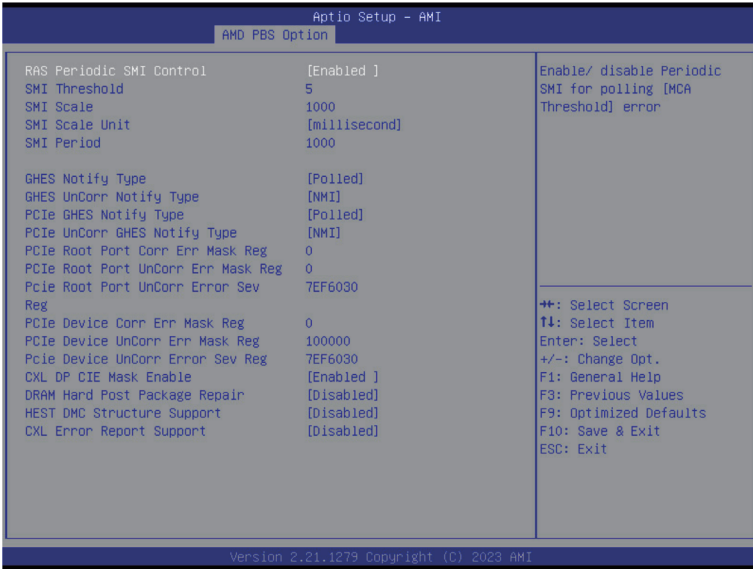 Aptio Setup – AMI
AMD PBS Option
RAS Periodic SMI Control [Enabled ]
SMI Threshold 5
SMI Scale 1000
SMI Scale Unit [millisecond]
SMI Period 1000
GHES Notify Type [Polled]
GHES UnCorr Notify Type [NMI]
PCIe GHES Notify Type [Polled]
PCIe UnCorr GHES Notify Type [NMI]
PCIe Root Port Corr Err Mask Reg 0
PCIe Root Port UnCorr Err Mask Reg 0
Pcie Root Port UnCorr Error Sev 7EF6030
Reg
PCIe Device Corr Err Mask Reg 0
PCIe Device UnCorr Err Mask Reg 100000
Pcie Device UnCorr Error Sev Reg 7EF6030
CXL DP CIE Mask Enable [Enabled ]
DRAM Hard Post Package Repair [Disabled]
HEST DMC Structure Support [Disabled]
CXL Error Report Support [Disabled]
Enable/ disable Periodic
SMI for polling [MCA
Threshold] error
→←: Select Screen
↑↓: Select Item
Enter: Select
+/-: Change Opt.
F1: General Help
F3: Previous Values
F9: Optimized Defaults
F10: Save & Exit
ESC: Exit
Version 2.21.1279 Copyright (C) 2023 AMI